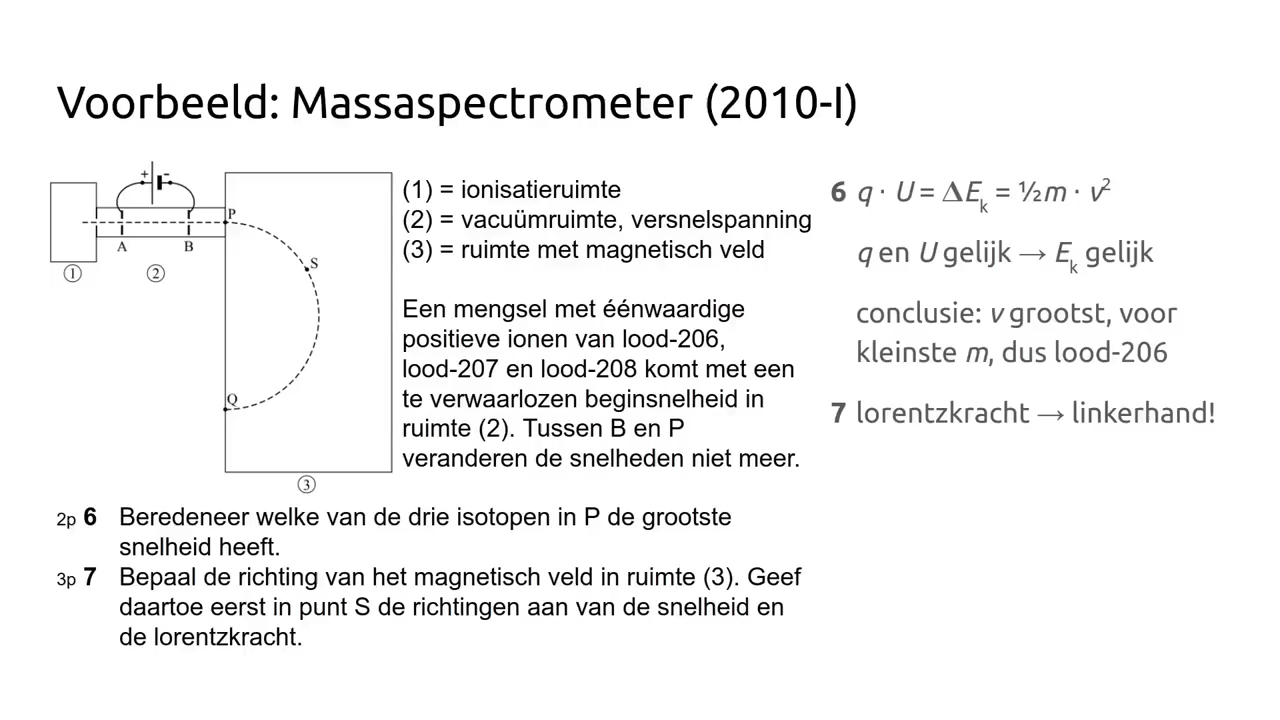 Voorbeeld: Massaspectrometer (2010-I)
+ -
P
A
B
S
Q
①
②
③
(1) = ionisatieruimte
(2) = vacuümruimte, versnelspanning
(3) = ruimte met magnetisch veld
Een mengsel met éénwaardige
positieve ionen van lood-206,
lood-207 en lood-208 komt met een
te verwaarlozen beginsnelheid in
ruimte (2). Tussen B en P
veranderen de snelheden niet meer.
2p 6 Beredeneer welke van de drie isotopen in P de grootste
snelheid heeft.
3p 7 Bepaal de richting van het magnetisch veld in ruimte (3). Geef
daartoe eerst in punt S de richtingen aan van de snelheid en
de lorentzkracht.
6 q · U = ΔEₖ = ½m · v²
q en U gelijk → Eₖ gelijk
conclusie: v grootst, voor
kleinste m, dus lood-206
7 lorentzkracht → linkerhand!